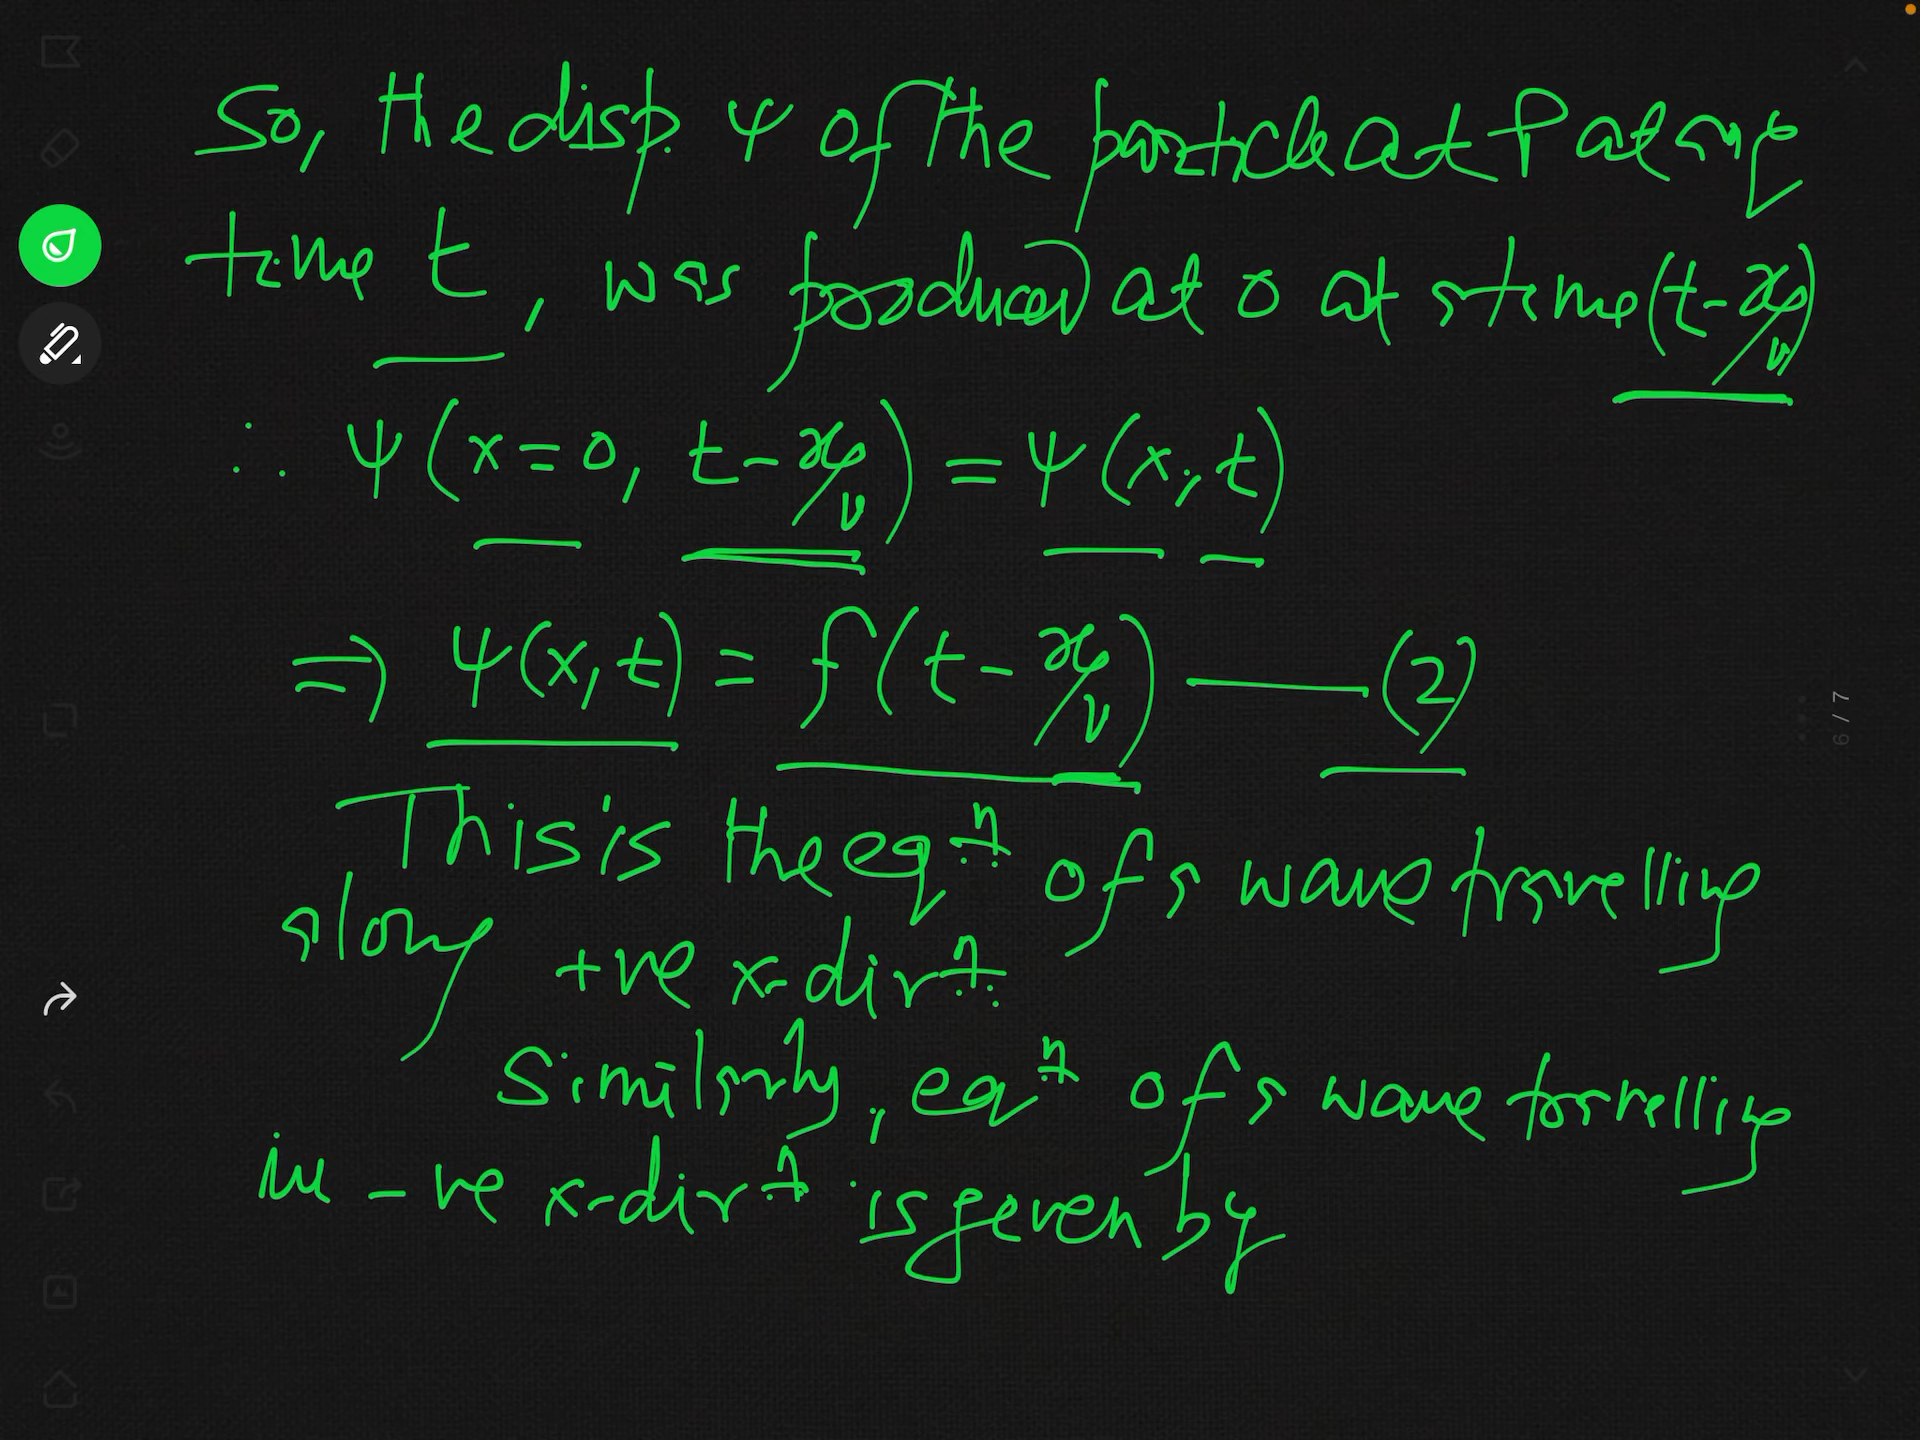 So, the disp. ψ of the particle at P at any
time t, was produced at O at a time (t-x/v)
∴ ψ(x=0, t-x/v) = ψ(x, t)
⇒ ψ(x, t) = f(t-x/v) —— (2)
This is the eqⁿ of a wave travelling
along +ve x-dirⁿ
Similarly, eqⁿ of a wave travelling
in -ve x-dirⁿ is given by
6/7